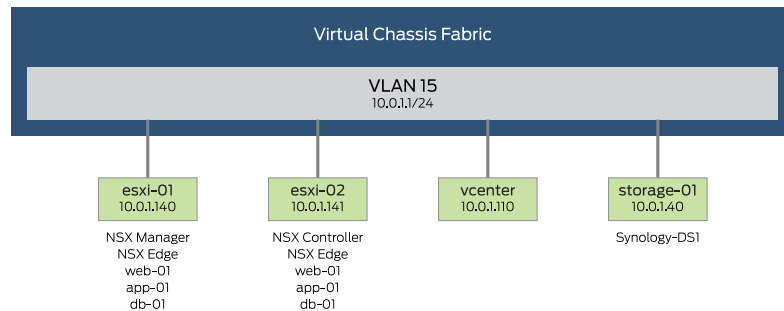 Virtual Chassis Fabric
VLAN 15
10.0.1.1/24
esxi-01
10.0.1.140
NSX Manager
NSX Edge
web-01
app-01
db-01
esxi-02
10.0.1.141
NSX Controller
NSX Edge
web-01
app-01
db-01
vcenter
10.0.1.110
storage-01
10.0.1.40
Synology-DS1